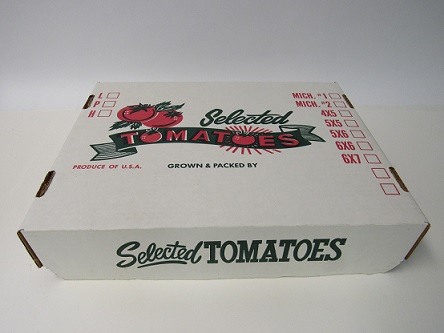 L
P
H
Selected
TOMATOES
PRODUCE OF U.S.A.
GROWN & PACKED BY
MICH. #1
MICH. #2
4X5
5X5
5X6
6X6
6X7
Selected TOMATOES